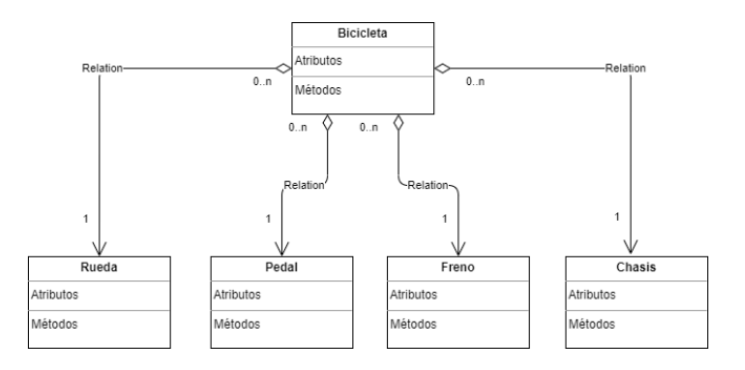 Bicicleta
Atributos
Métodos
Relation
0..n
0..n
Relation
0..n
0..n
Relation
Relation
1
1
1
1
Rueda
Atributos
Métodos
Pedal
Atributos
Métodos
Freno
Atributos
Métodos
Chasis
Atributos
Métodos